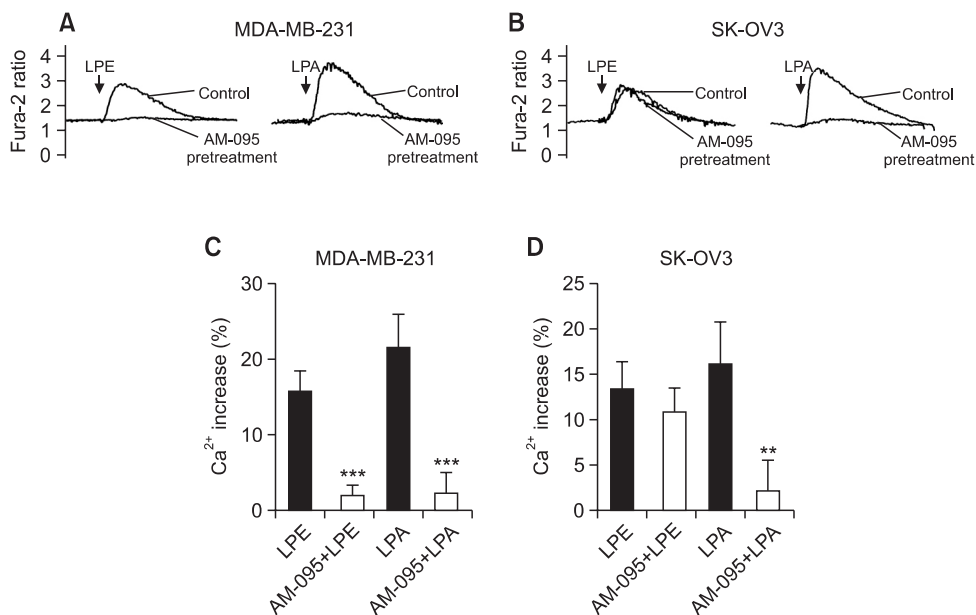 A
MDA-MB-231
Fura-2 ratio
4
3
2
1
0
LPE
Control
AM-095
pretreatment
LPA
Control
AM-095
pretreatment
B
SK-OV3
Fura-2 ratio
4
3
2
1
0
LPE
Control
AM-095
pretreatment
LPA
Control
AM-095
pretreatment
C
MDA-MB-231
Ca2+ increase (%)
30
20
10
0
***
***
LPE
AM-095+LPE
LPA
AM-095+LPA
D
SK-OV3
Ca2+ increase (%)
25
20
15
10
5
0
**
LPE
AM-095+LPE
LPA
AM-095+LPA